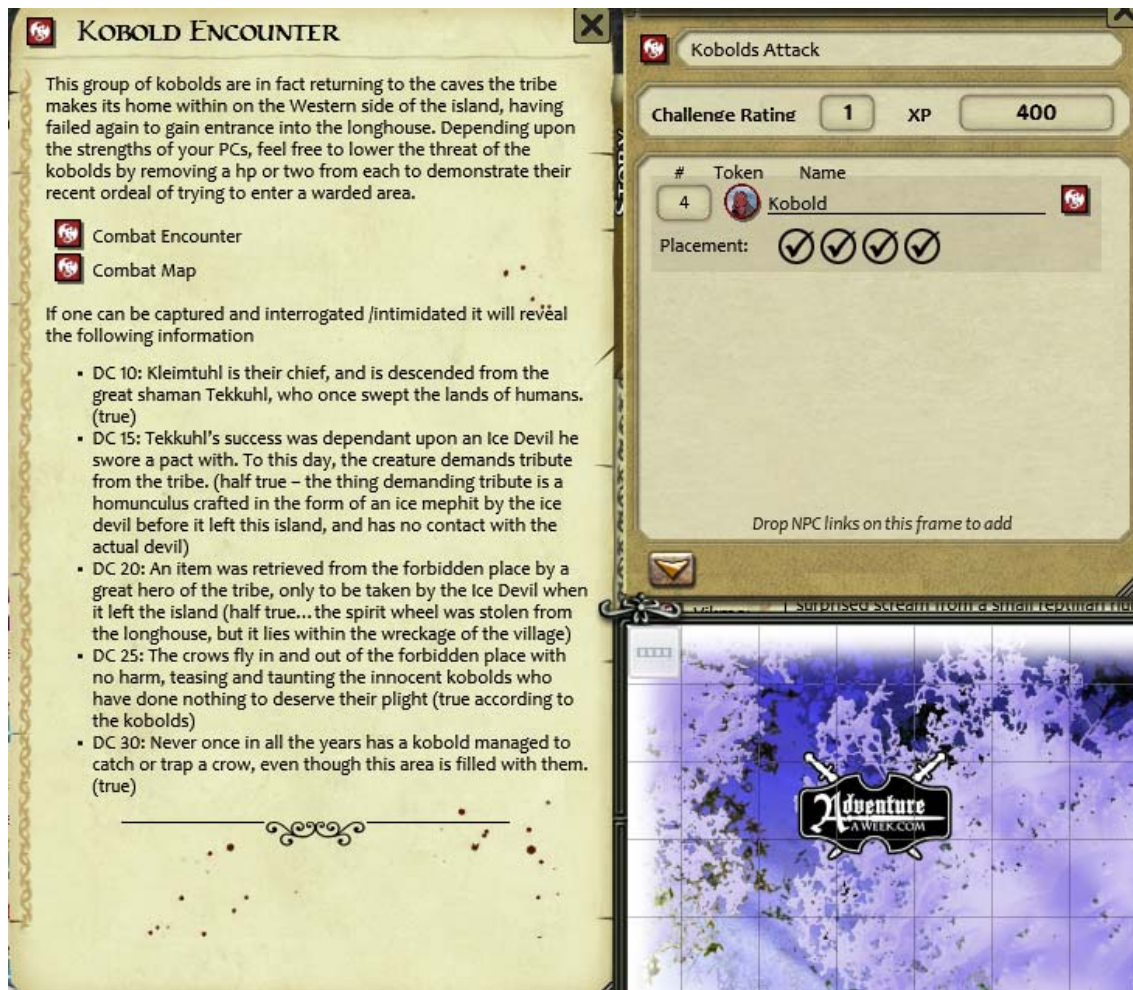 KOBOLD ENCOUNTER
This group of kobolds are in fact returning to the caves the tribe
makes its home within on the Western side of the island, having
failed again to gain entrance into the longhouse. Depending upon
the strengths of your PCs, feel free to lower the threat of the
kobolds by removing a hp or two from each to demonstrate their
recent ordeal of trying to enter a warded area.
Combat Encounter
Combat Map
If one can be captured and interrogated /intimidated it will reveal
the following information
▪ DC 10: Kleimtuhl is their chief, and is descended from the
great shaman Tekkuhl, who once swept the lands of humans.
(true)
▪ DC 15: Tekkuhl's success was dependant upon an Ice Devil he
swore a pact with. To this day, the creature demands tribute
from the tribe. (half true – the thing demanding tribute is a
homunculus crafted in the form of an ice mephit by the ice
devil before it left this island, and has no contact with the
actual devil)
▪ DC 20: An item was retrieved from the forbidden place by a
great hero of the tribe, only to be taken by the Ice Devil when
it left the island (half true... the spirit wheel was stolen from
the longhouse, but it lies within the wreckage of the village)
▪ DC 25: The crows fly in and out of the forbidden place with
no harm, teasing and taunting the innocent kobolds who
have done nothing to deserve their plight (true according to
the kobolds)
▪ DC 30: Never once in all the years has a kobold managed to
catch or trap a crow, even though this area is filled with them.
(true)
Kobolds Attack
Challenge Rating 1 XP 400
# Token Name
4 Kobold
Placement:
Drop NPC links on this frame to add
surprised scream from a small reptilian
Adventure
A WEEK.COM